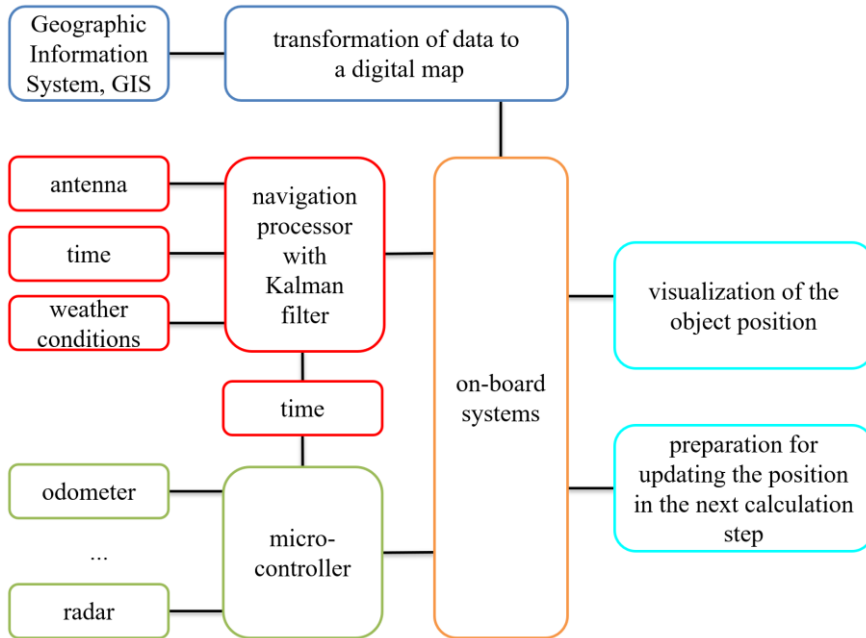 Geographic
Information
System, GIS
transformation of data to
a digital map
antenna
time
weather
conditions
navigation
processor
with
Kalman
filter
time
odometer
...
radar
micro-
controller
on-board
systems
visualization of the
object position
preparation for
updating the position
in the next calculation
step